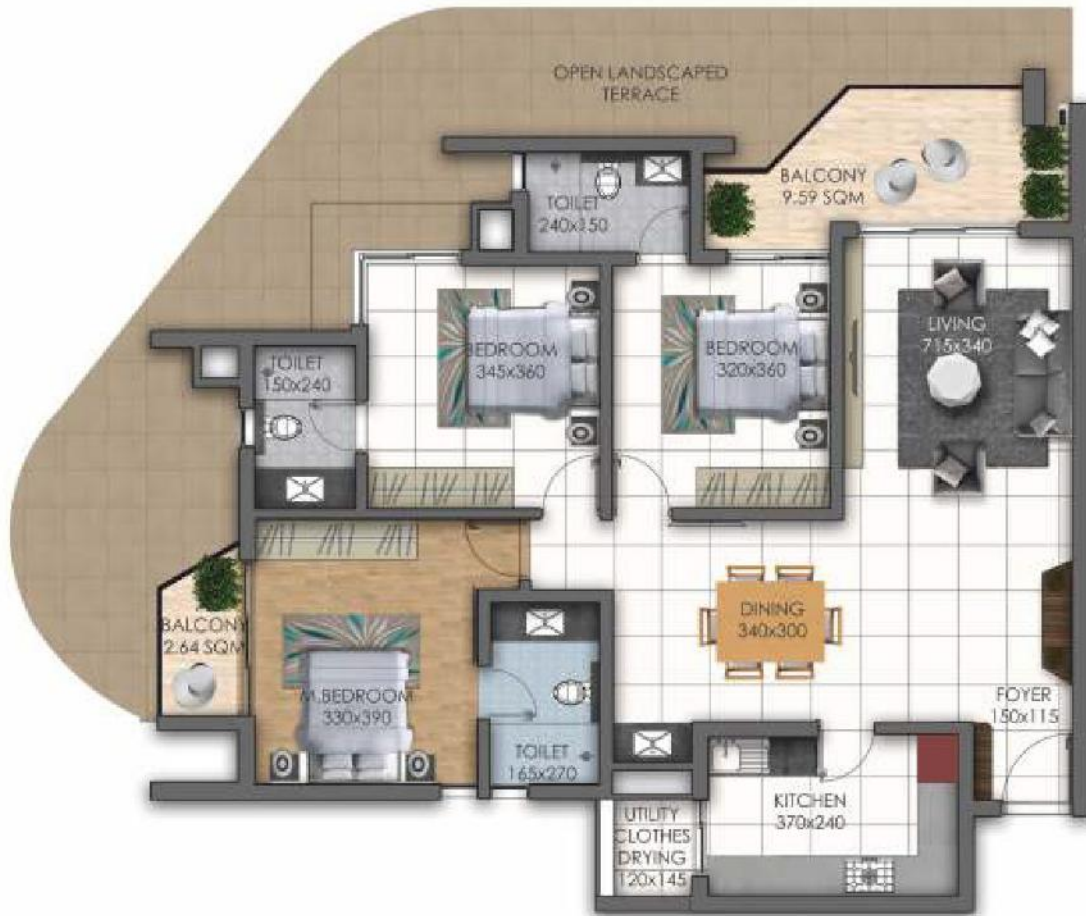 OPEN LANDSCAPED
TERRACE
BALCONY
9.59 SQM
TOILET
240x150
LIVING
715x340
BEDROOM
345x360
BEDROOM
320x360
TOILET
150x240
DINING
340x300
BALCONY
2.64 SQM
M.BEDROOM
330x390
FOYER
150x115
TOILET
165x270
KITCHEN
370x240
UTILITY
CLOTHES
DRYING
120x145